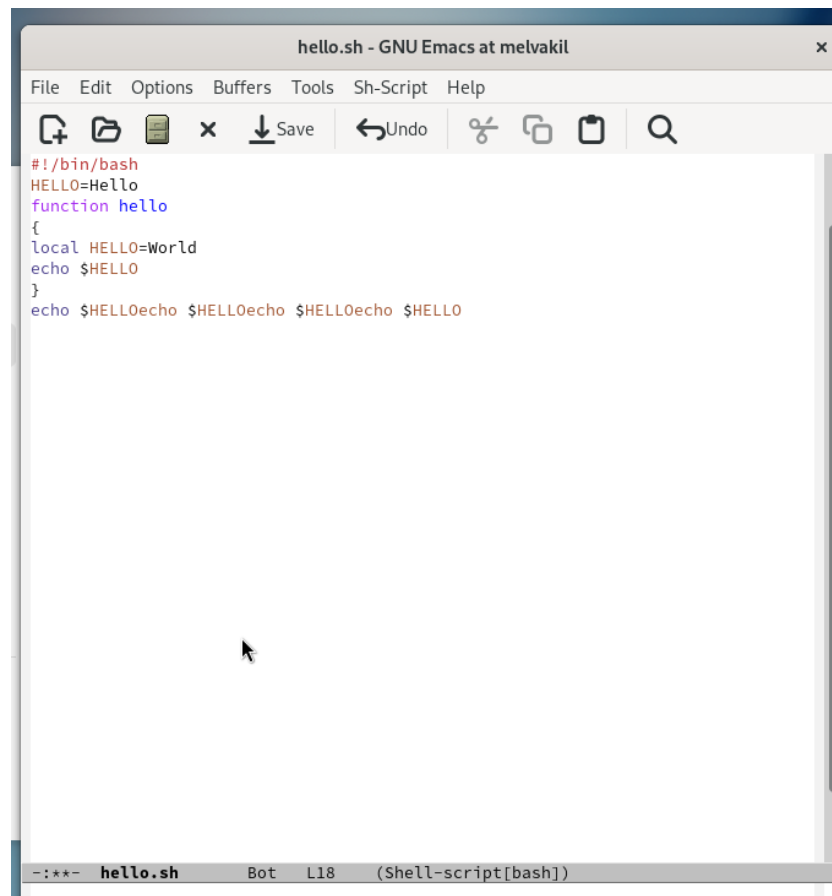 hello.sh - GNU Emacs at melvakil
File Edit Options Buffers Tools Sh-Script Help
Save Undo
#!/bin/bash
HELLO=Hello
function hello
{
local HELLO=World
echo $HELLO
}
echo $HELLOecho $HELLOecho $HELLOecho $HELLO
-:**- hello.sh Bot L18 (Shell-script[bash])